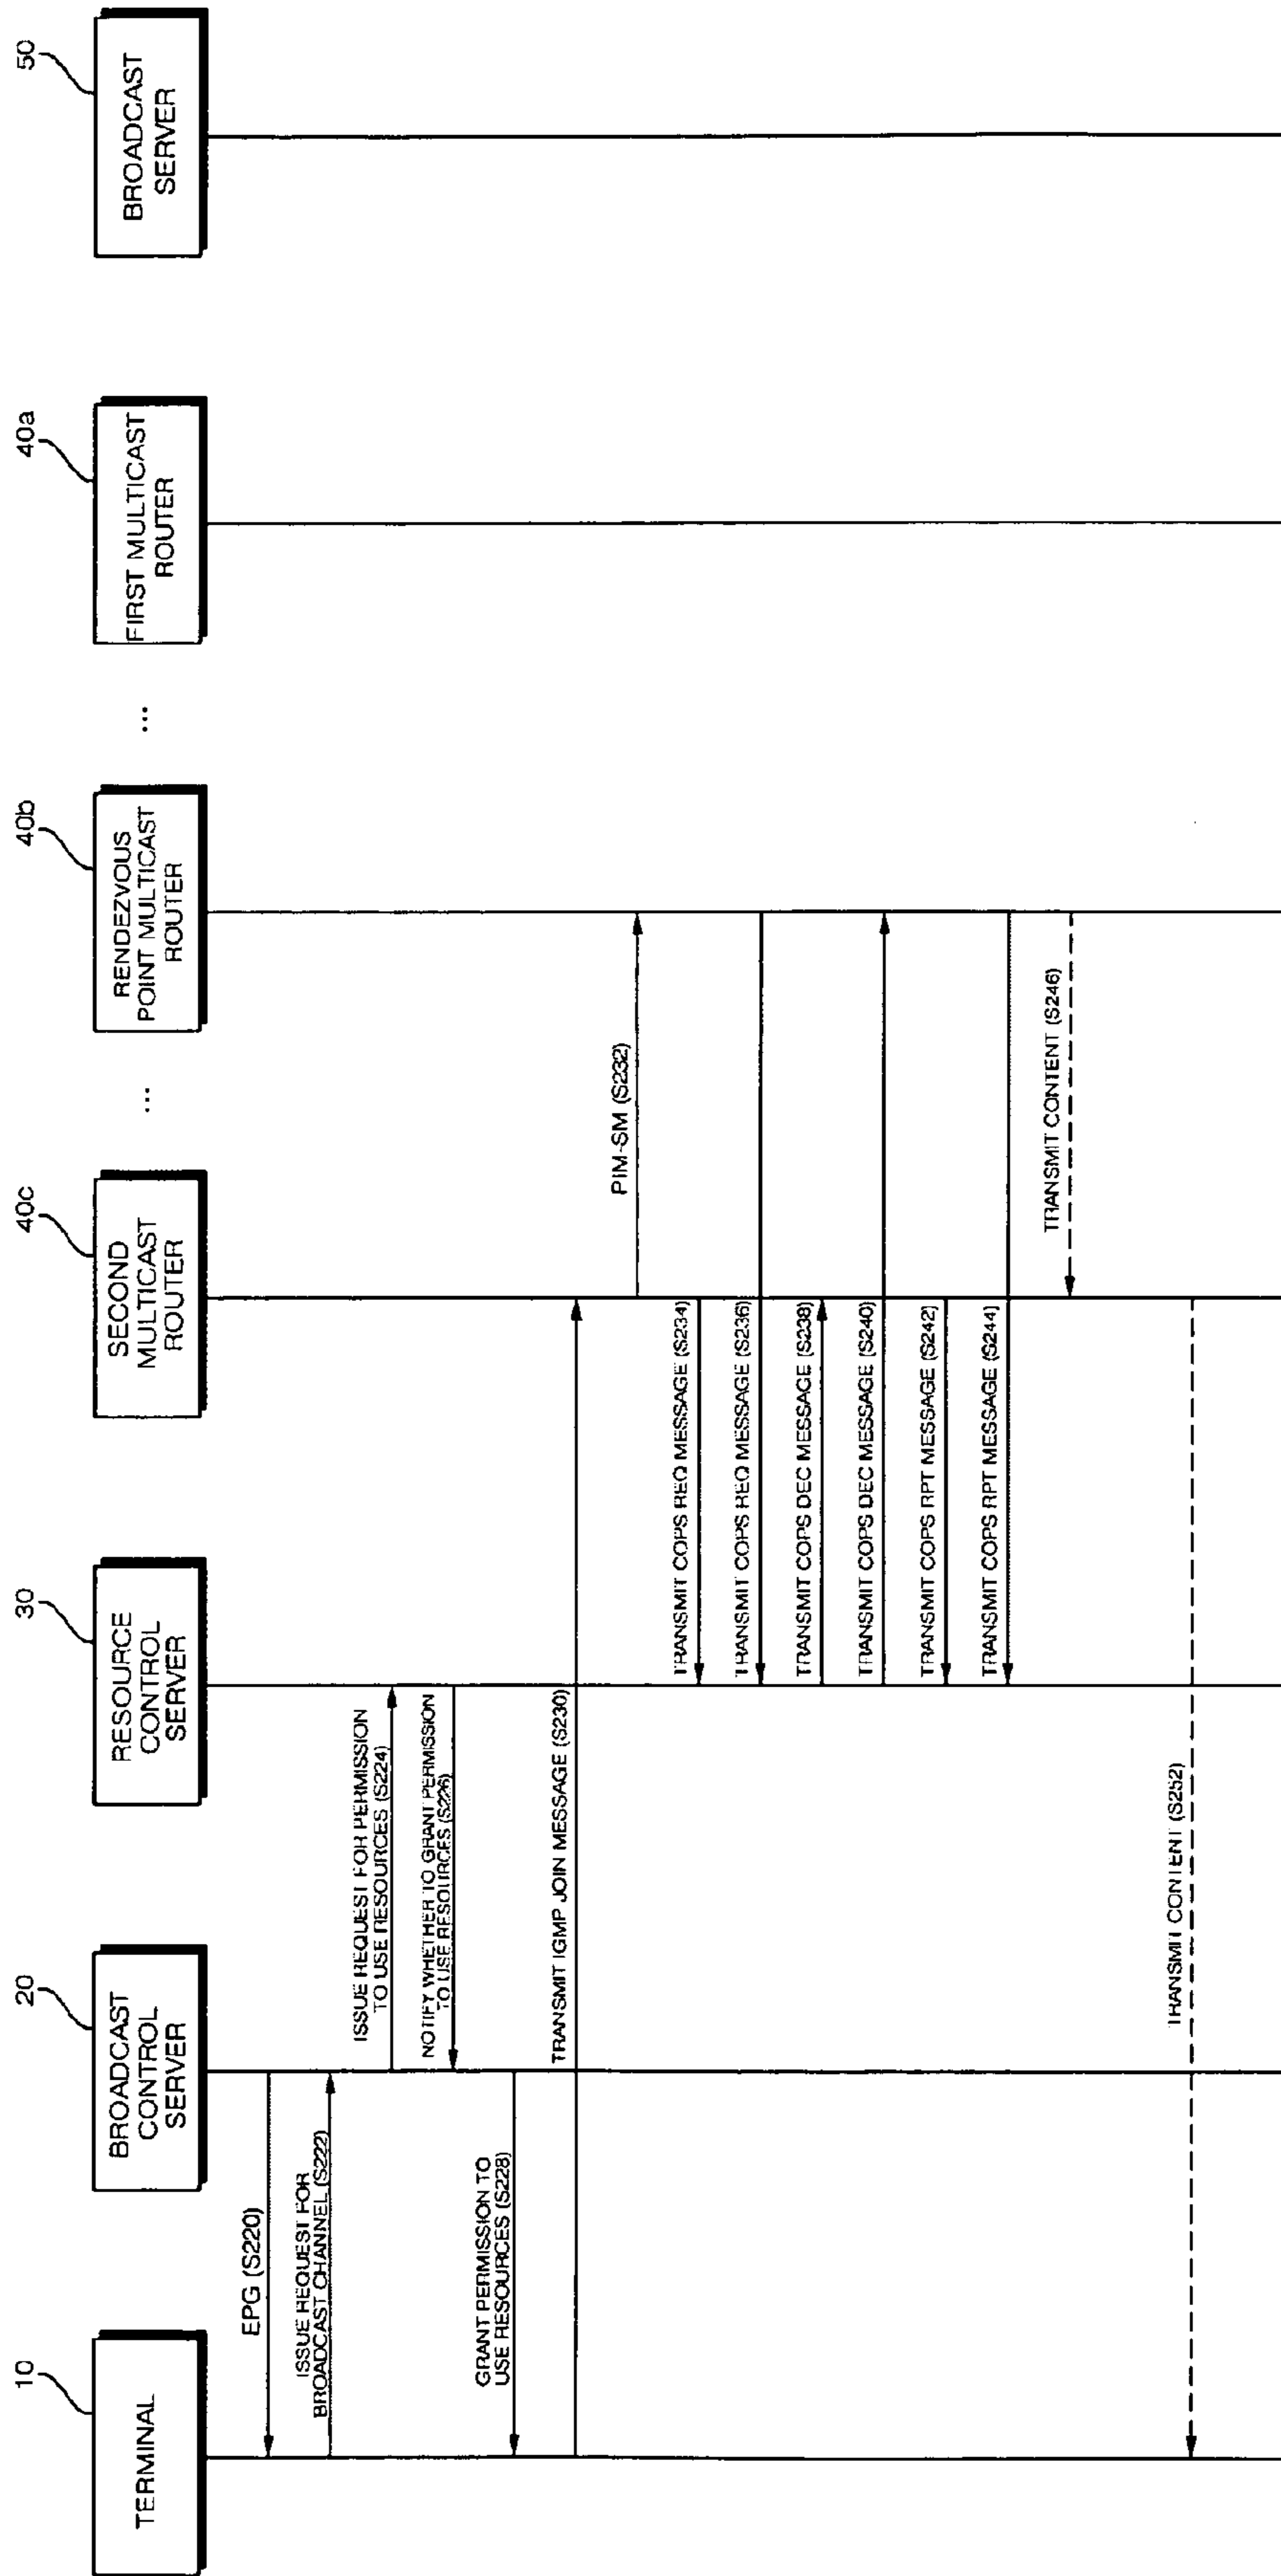 10
TERMINAL
20
BROADCAST
CONTROL
SERVER
30
RESOURCE
CONTROL
SERVER
40c
SECOND
MULTICAST
ROUTER
...
40b
RENDEZVOUS
POINT MULTICAST
ROUTER
...
40a
FIRST MULTICAST
ROUTER
50
BROADCAST
SERVER
EPG (S220)
ISSUE REQUEST FOR
BROADCAST CHANNEL (S222)
ISSUE REQUEST FOR PERMISSION
TO USE RESOURCES (S224)
NOTIFY WHETHER TO GRANT PERMISSION
TO USE RESOURCES (S226)
GRANT PERMISSION TO
USE RESOURCES (S228)
TRANSMIT IGMP JOIN MESSAGE (S230)
PIM-SM (S232)
TRANSMIT COPS REQ MESSAGE (S234)
TRANSMIT COPS REQ MESSAGE (S236)
TRANSMIT COPS DEC MESSAGE (S238)
TRANSMIT COPS DEC MESSAGE (S240)
TRANSMIT COPS RPT MESSAGE (S242)
TRANSMIT COPS RPT MESSAGE (S244)
TRANSMIT CONTENT (S246)
TRANSMIT CONTENT (S252)